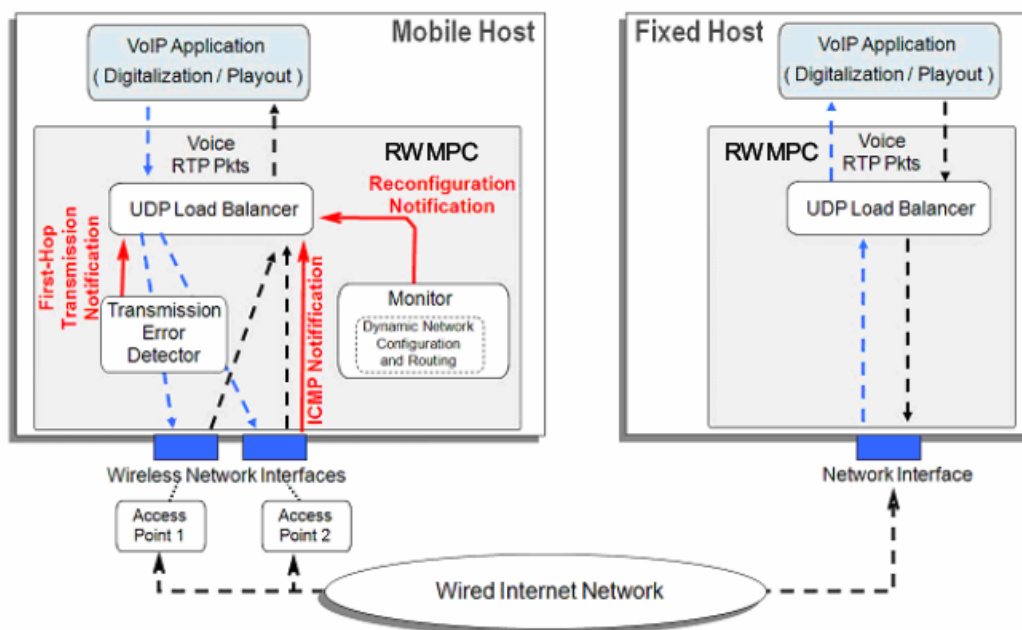 Mobile Host
VoIP Application
( Digitalization / Playout )
RWMPC
Voice
RTP Pkts
UDP Load Balancer
Reconfiguration
Notification
First-Hop
Transmission
Notification
Transmission
Error
Detector
ICMP Notitification
Monitor
Dynamic Network
Configuration
and Routing
Wireless Network Interfaces
Access
Point 1
Access
Point 2
Fixed Host
VoIP Application
( Digitalization / Playout )
RWMPC
Voice
RTP Pkts
UDP Load Balancer
Network Interface
Wired Internet Network